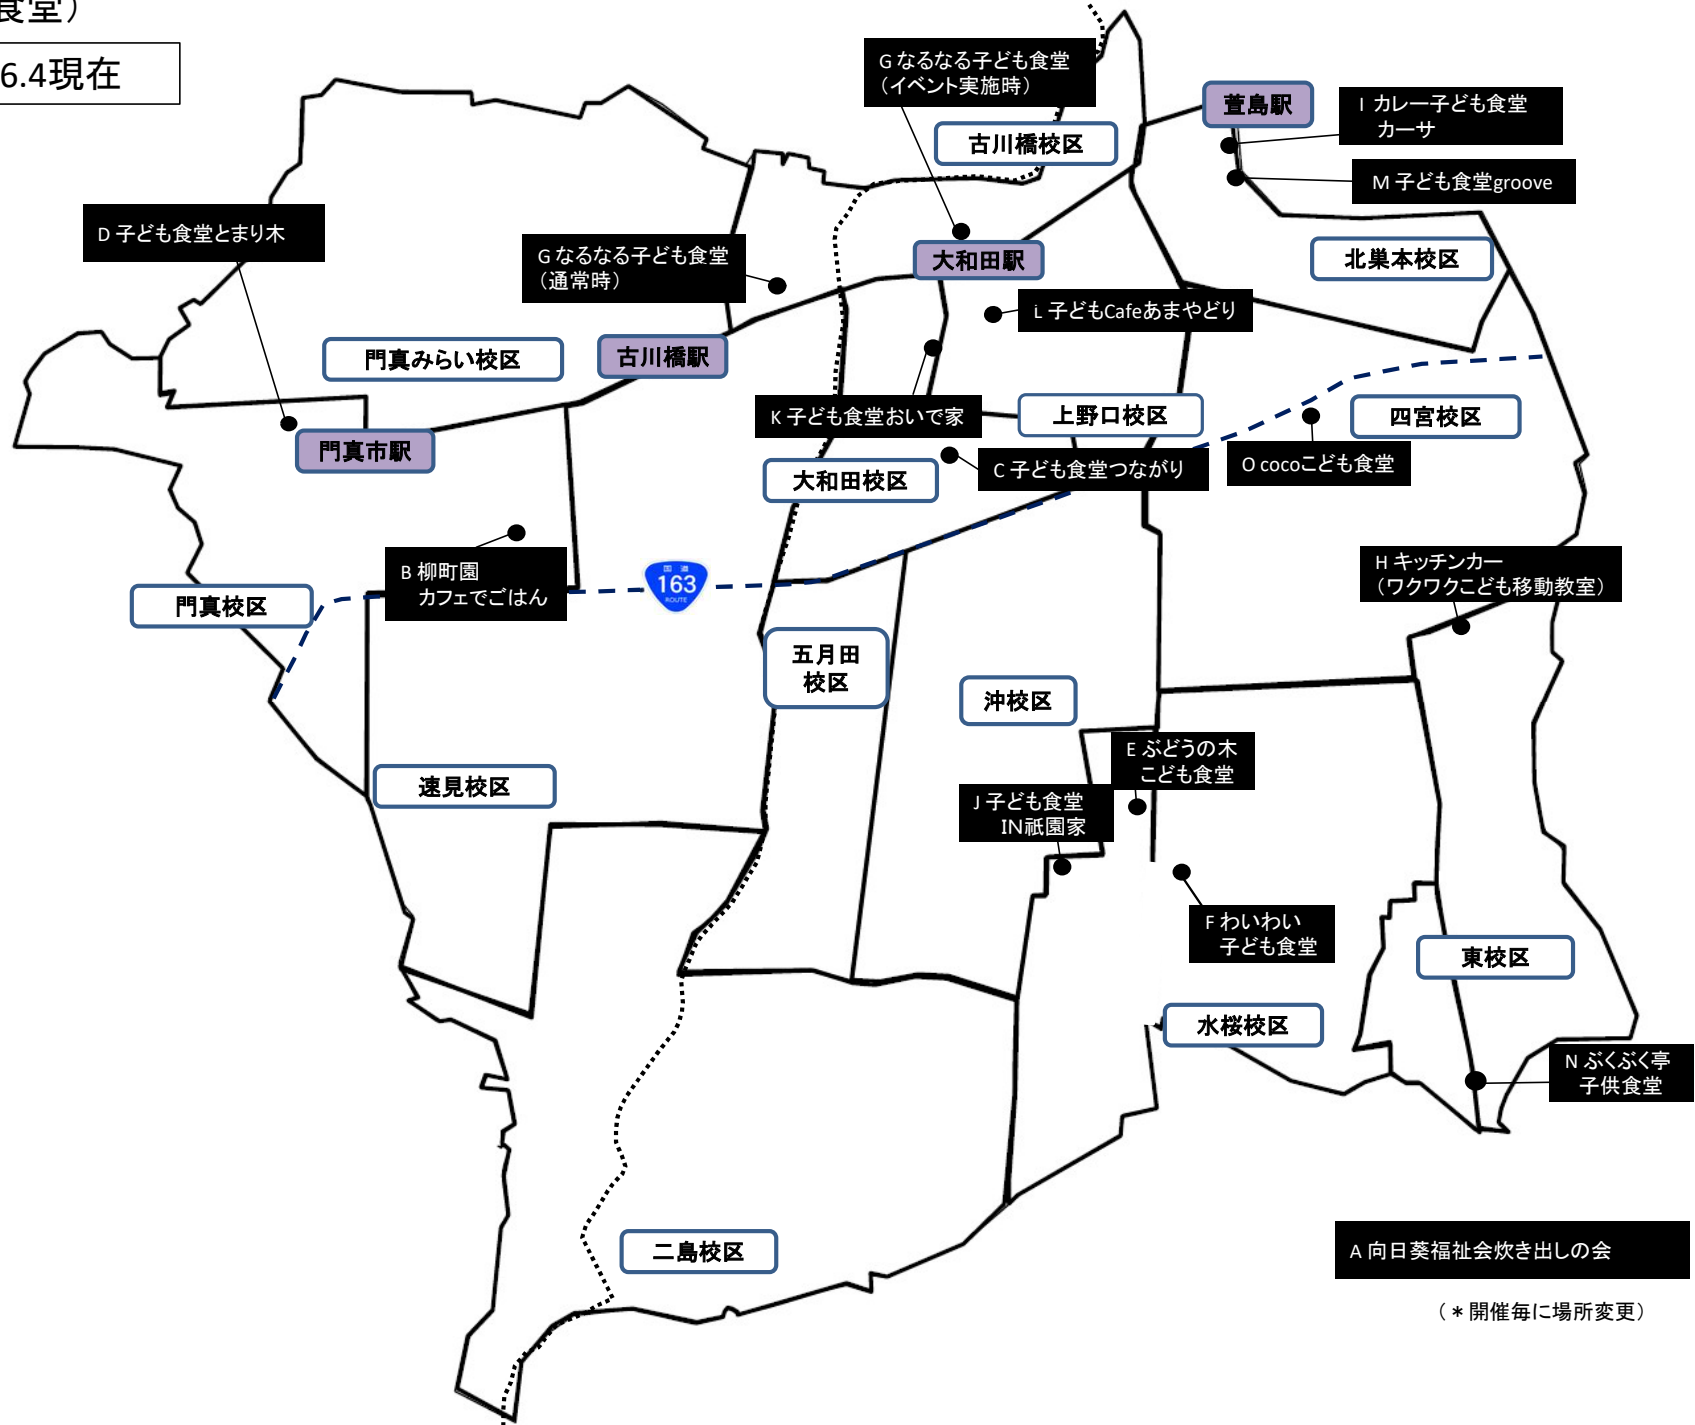 食堂）
6.4現在
G なるなる子ども食堂
（イベント実施時）
萱島駅
I カレー子ども食堂
カーサ
古川橋校区
M 子ども食堂groove
D 子ども食堂とまり木
G なるなる子ども食堂
（通常時）
大和田駅
北巣本校区
L 子どもCafeあまやどり
門真みらい校区
古川橋駅
K 子ども食堂おいで家
上野口校区
四宮校区
門真市駅
大和田校区
C 子ども食堂つながり
O cocoこども食堂
B 柳町園
カフェでごはん
国道
163
ROUTE
H キッチンカー
（ワクワクこども移動教室）
門真校区
五月田
校区
沖校区
E ぶどうの木
こども食堂
速見校区
J 子ども食堂
IN祇園家
F わいわい
子ども食堂
東校区
水桜校区
N ぶくぶく亭
子供食堂
二島校区
A 向日葵福祉会炊き出しの会
（＊開催毎に場所変更）